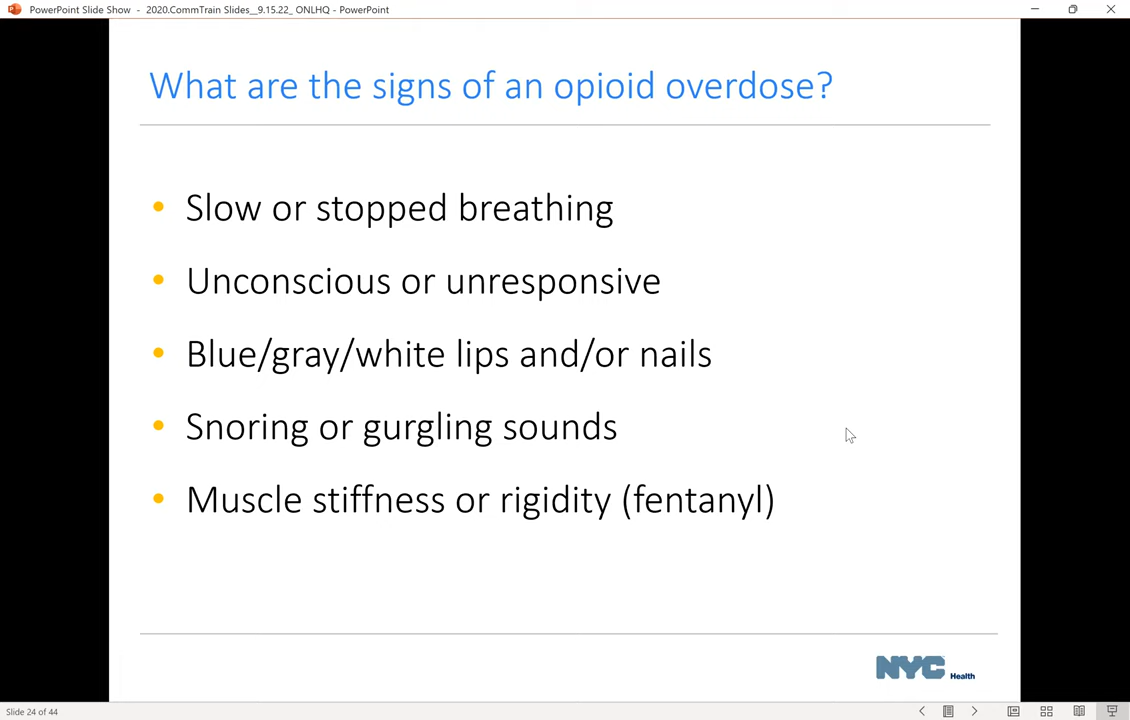 PowerPoint Slide Show - 2020.CommTrain Slides__9.15.22_ ONLHQ - PowerPoint
What are the signs of an opioid overdose?
• Slow or stopped breathing
• Unconscious or unresponsive
• Blue/gray/white lips and/or nails
• Snoring or gurgling sounds
• Muscle stiffness or rigidity (fentanyl)
NYC Health
Slide 24 of 44